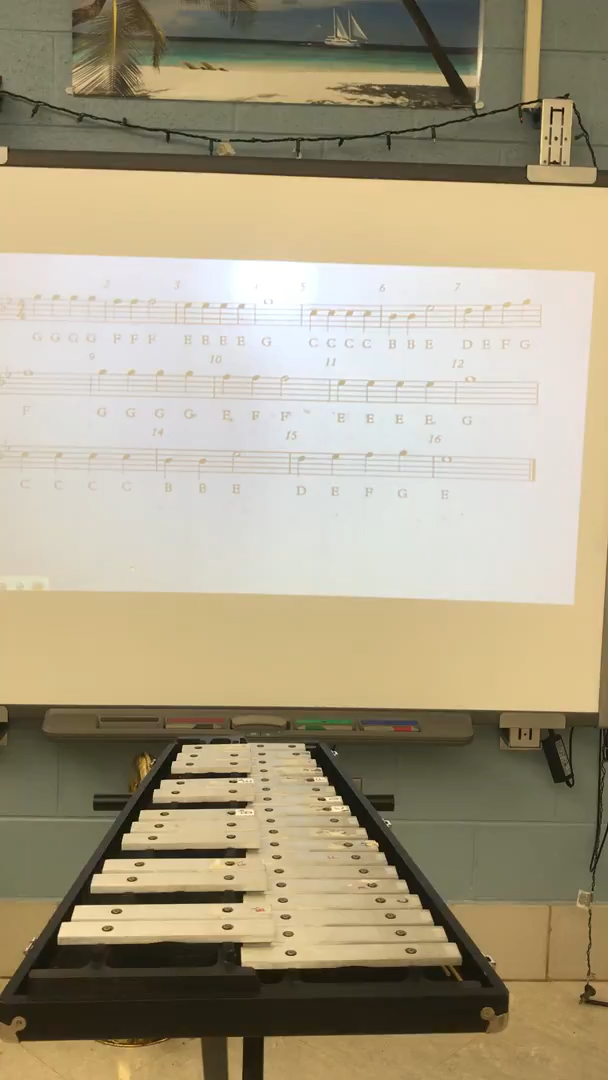 2 3 4 5 6 7
G G G G F F F E E E E G C C C C B B E D E F G
9 10 11 12
F G G G G E F F E E E E G
14 15 16
C C C C B B E D E F G E